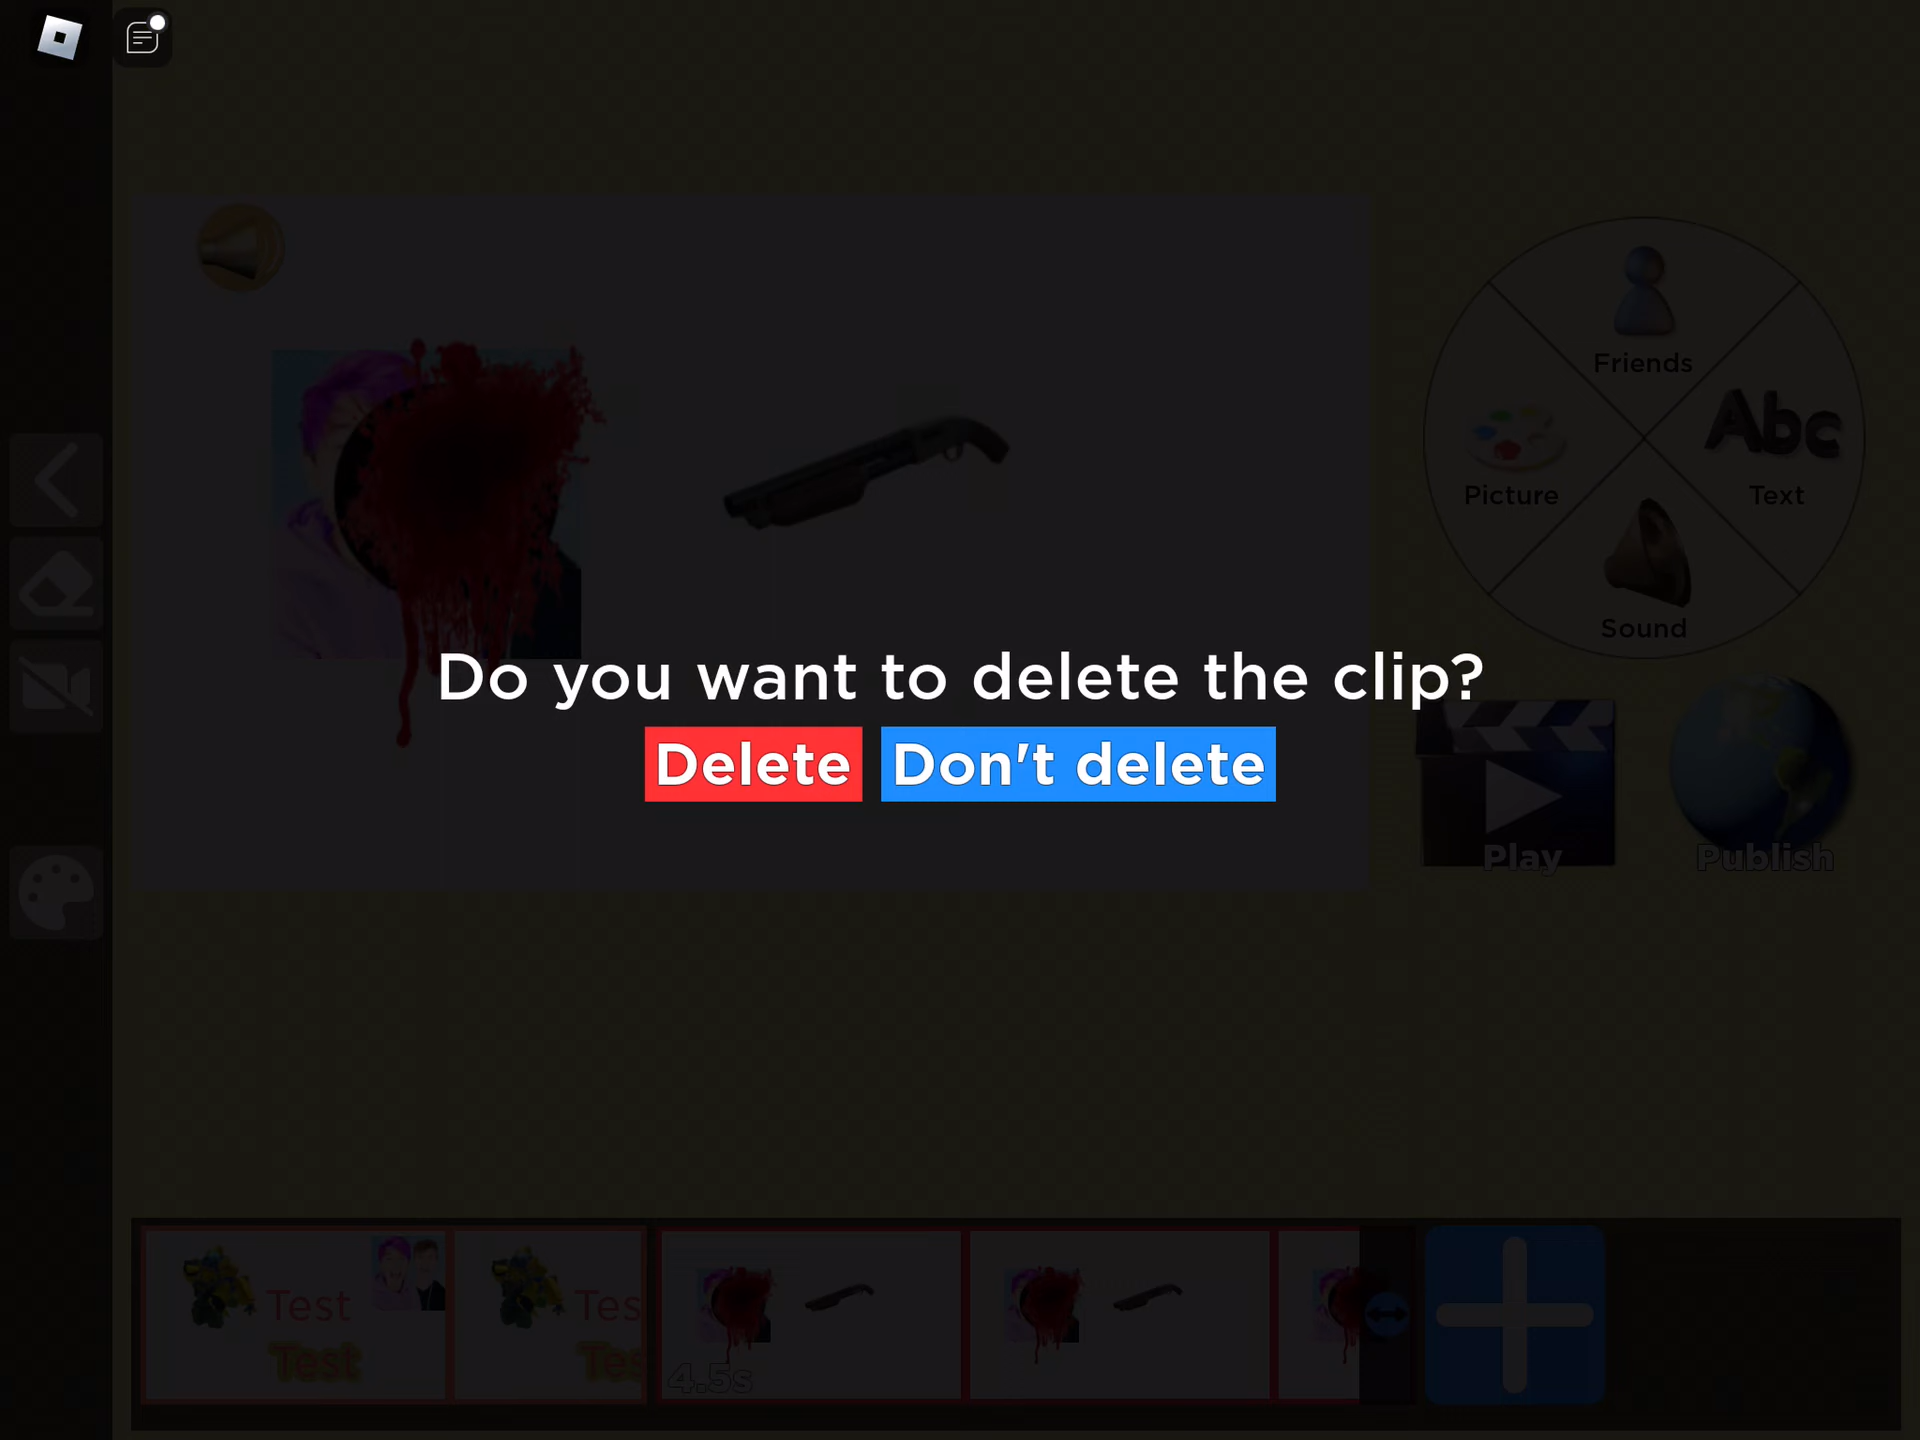 Friends
Abc
Picture
Text
Sound
Do you want to delete the clip?
Delete
Don't delete
Play
Publish
Test
Test
Tes
Tes
4.5s